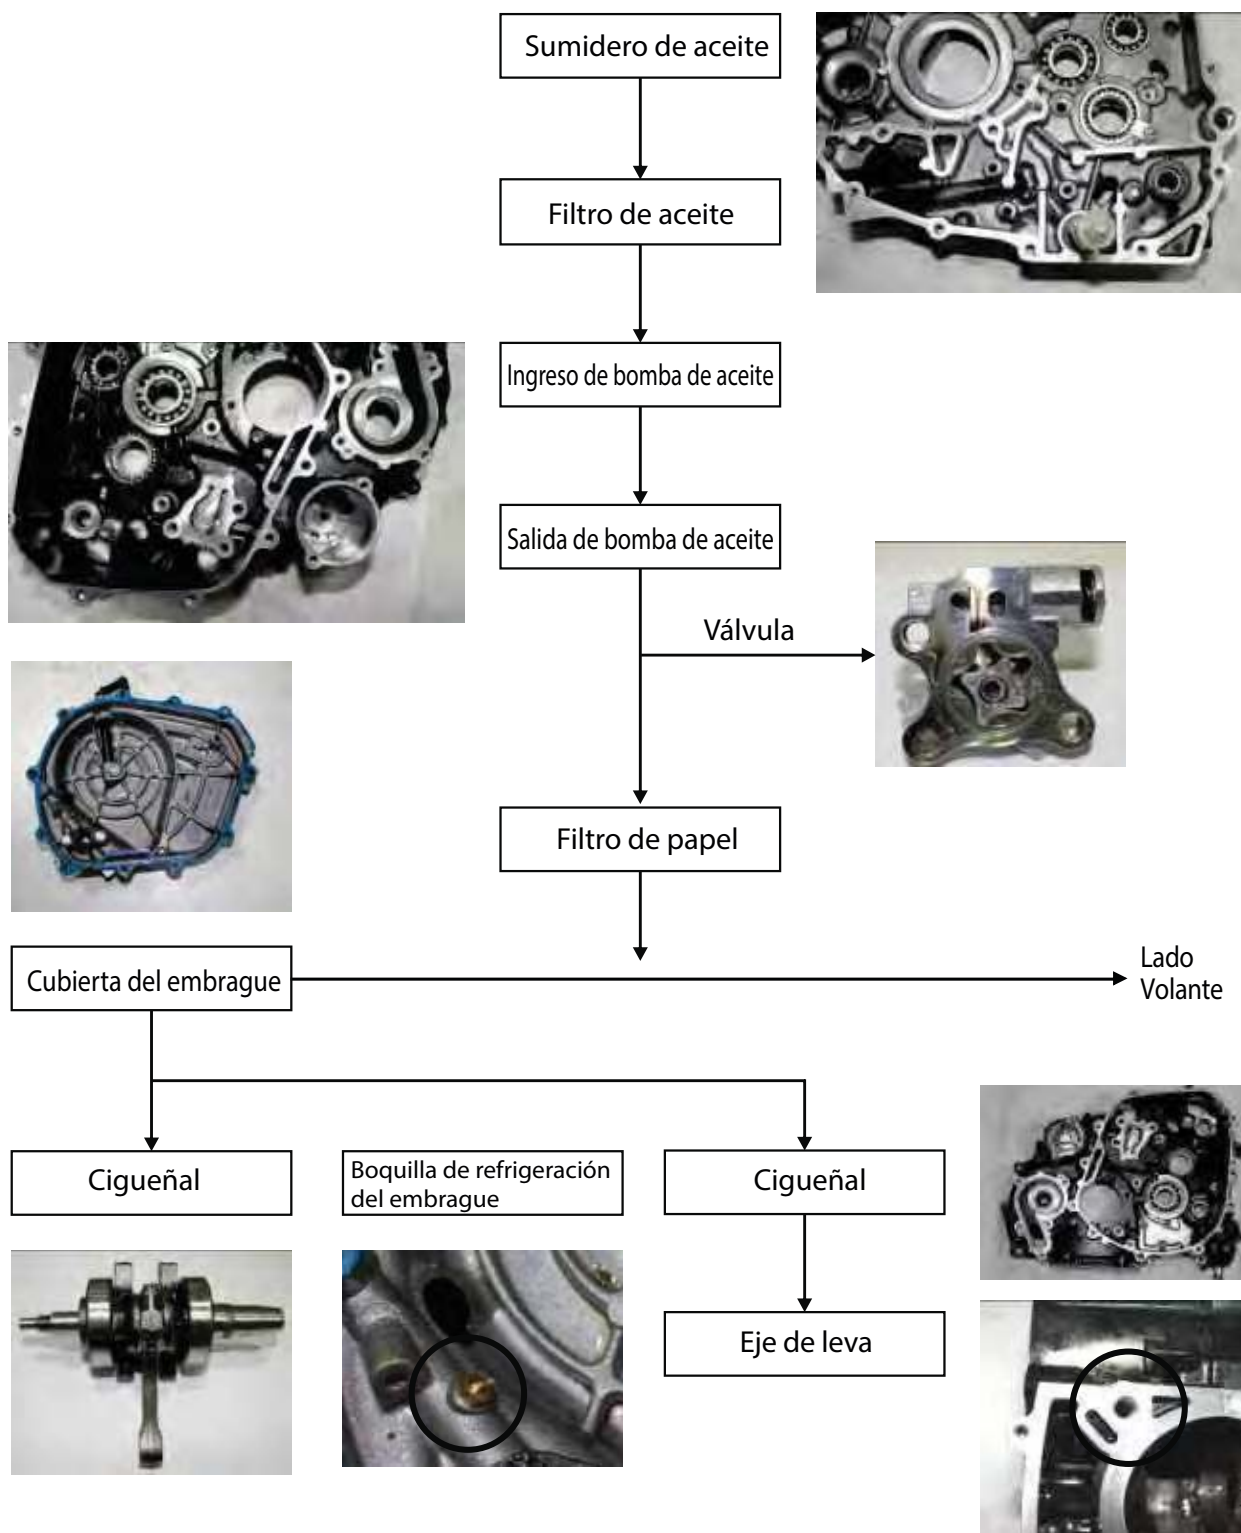 Sumidero de aceite
Filtro de aceite
Ingreso de bomba de aceite
Salida de bomba de aceite
Válvula
Filtro de papel
Cubierta del embrague
Lado
Volante
Cigueñal
Boquilla de refrigeración
del embrague
Cigueñal
Eje de leva